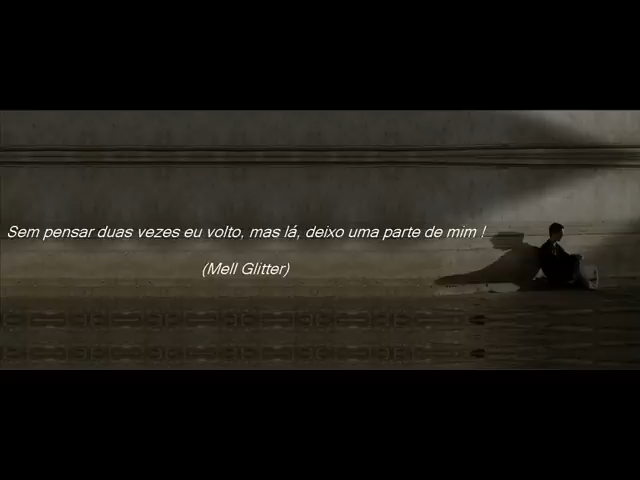 Sem pensar duas vezes eu volto, mas lá, deixo uma parte de mim !
(Mell Glitter)